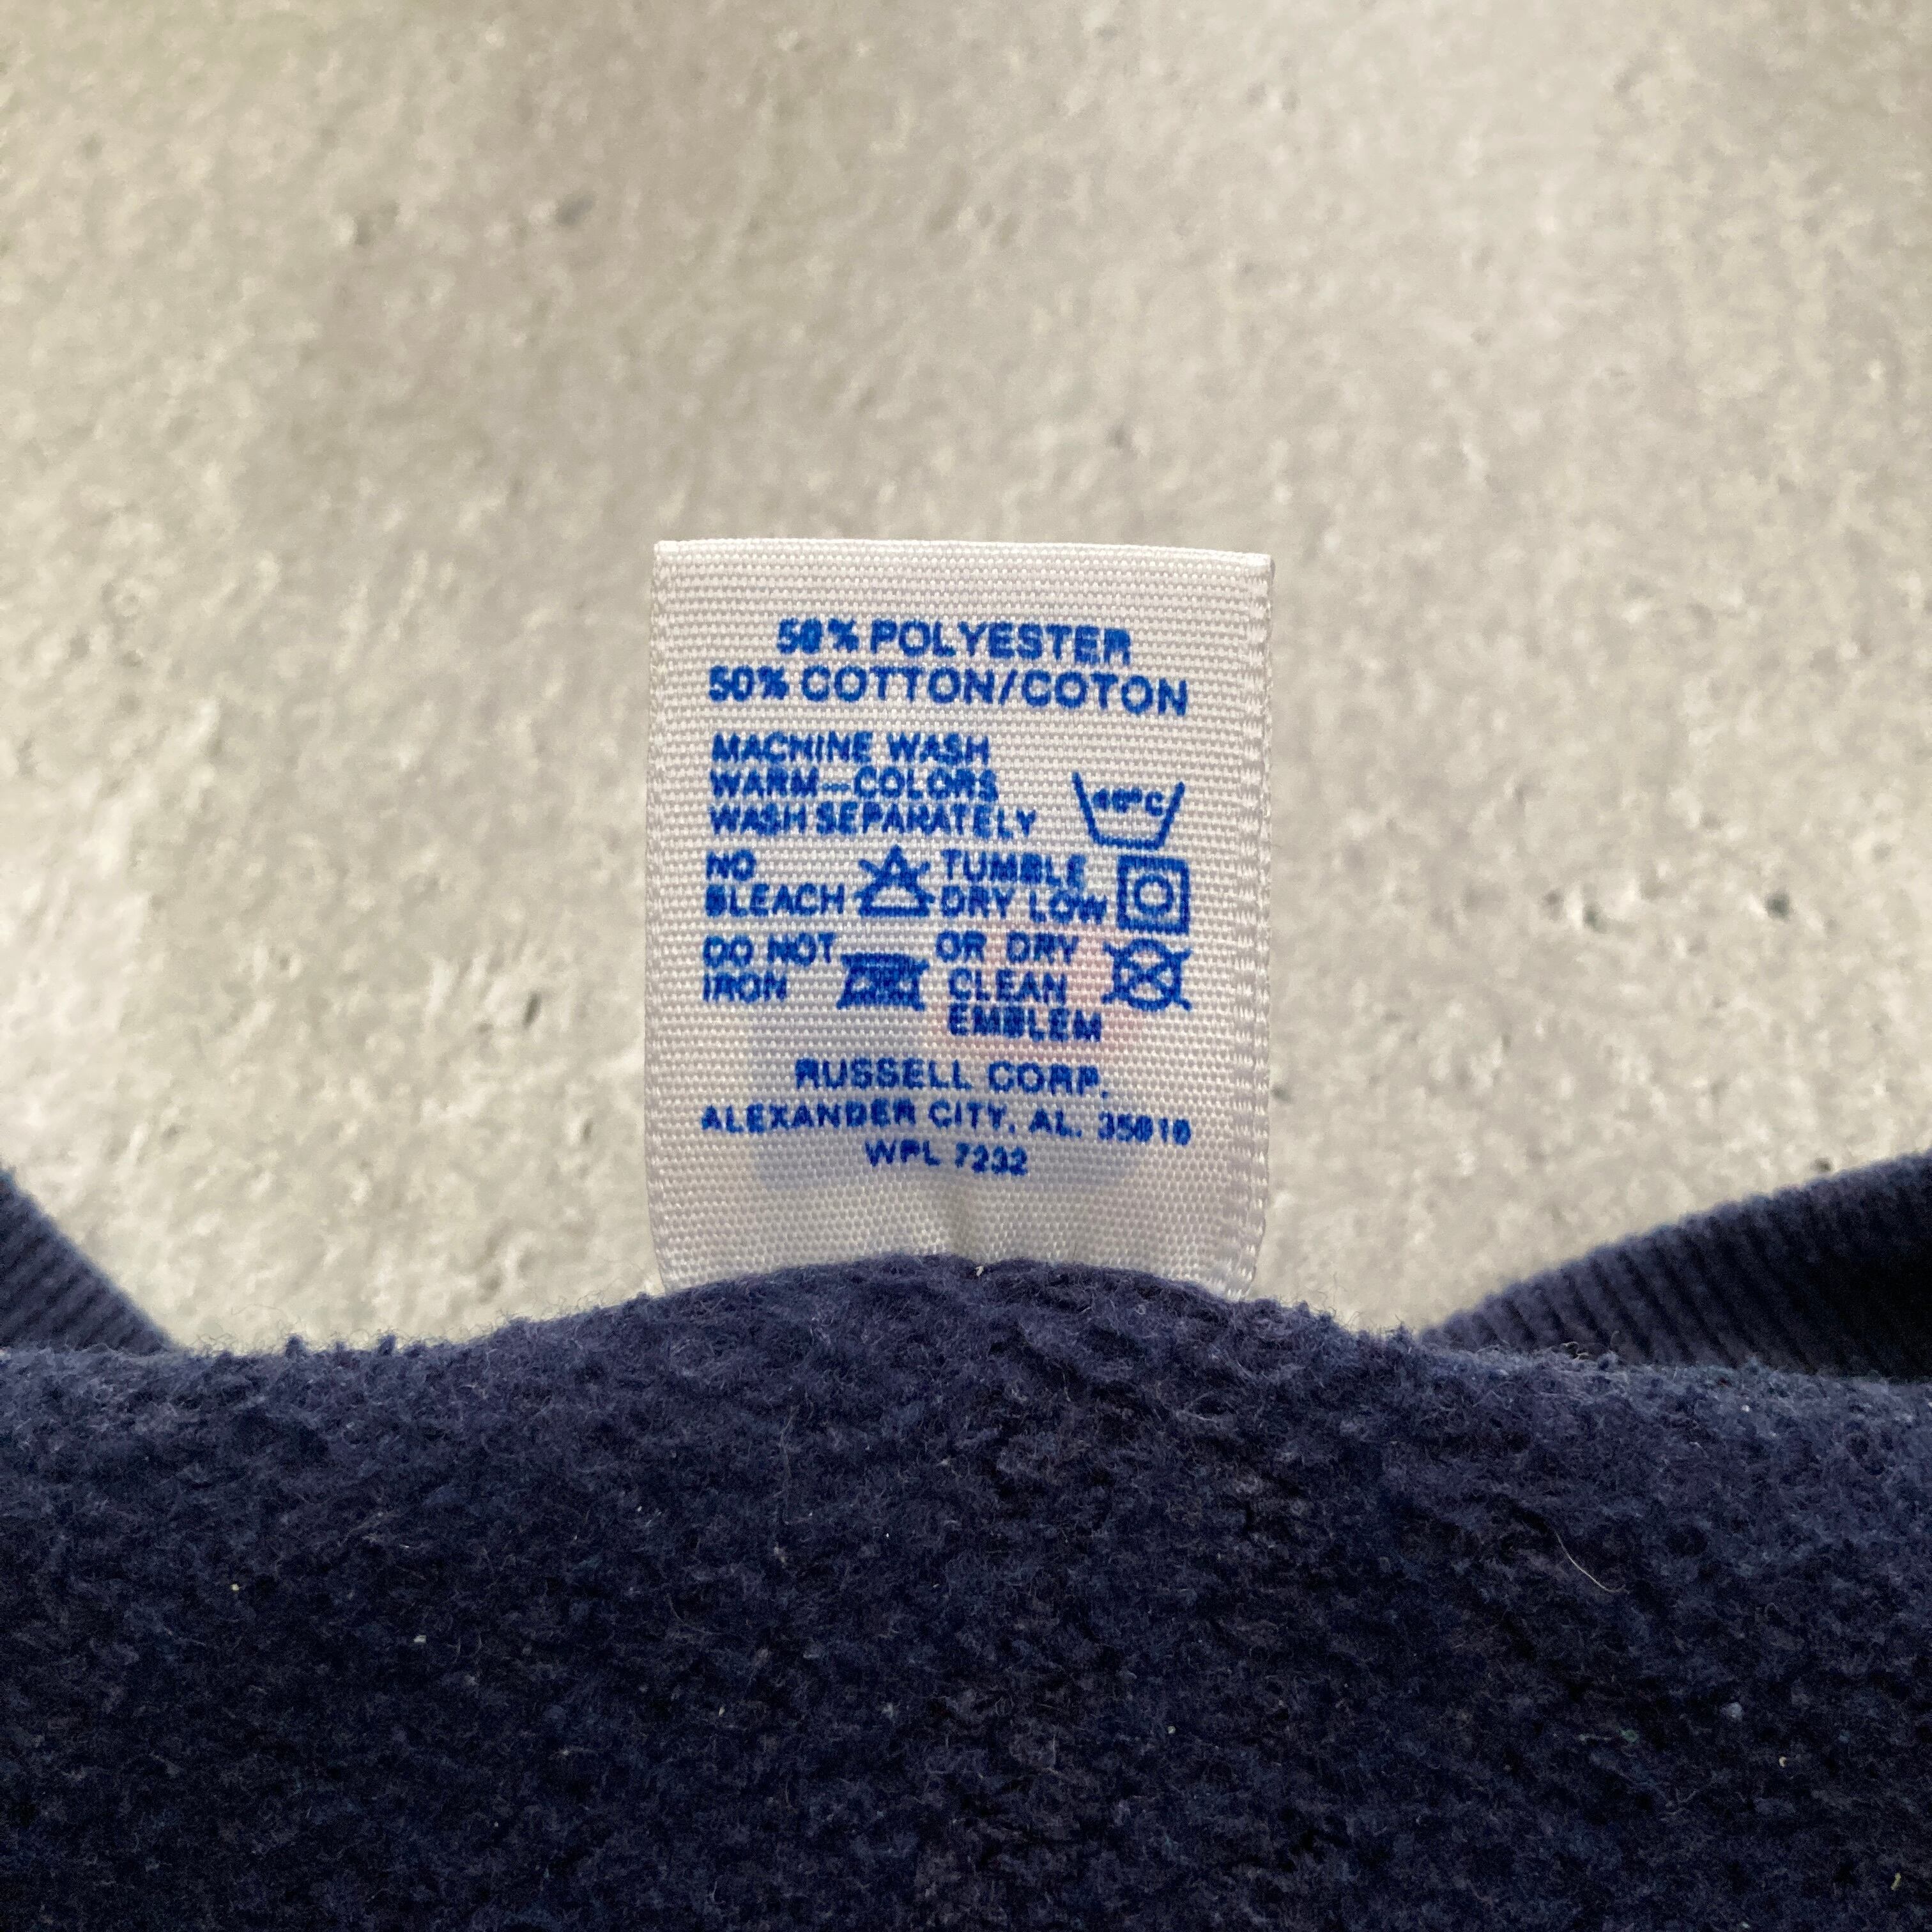 50% POLYESTER
50% COTTON/COTON
MACHINE WASH
WARM—COLORS
WASH SEPARATELY
40°C
NO
BLEACH
TUMBLE
DRY LOW
DO NOT
IRON
OR DRY
CLEAN
EMBLEM
RUSSELL CORP.
ALEXANDER CITY, AL. 35010
WPL 7232